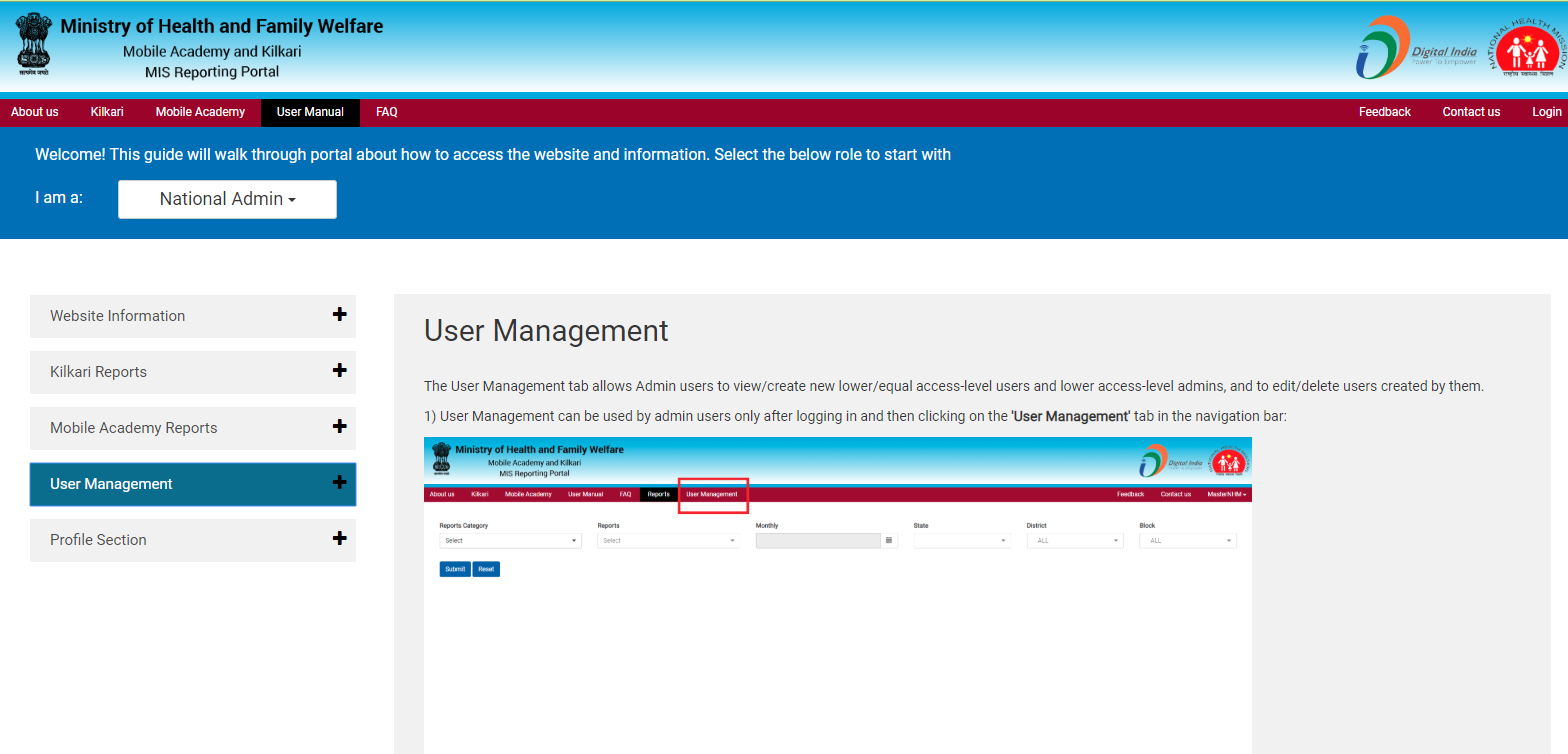 Ministry of Health and Family Welfare
Mobile Academy and Kilkari
MIS Reporting Portal
सत्यमेव जयते
Digital India
Power To Empower
NATIONAL HEALTH MISSION
राष्ट्रीय स्वास्थ्य मिशन
About us Kilkari Mobile Academy User Manual FAQ Feedback Contact us Login
Welcome! This guide will walk through portal about how to access the website and information. Select the below role to start with
I am a: National Admin
Website Information
Kilkari Reports
Mobile Academy Reports
User Management
Profile Section
User Management
The User Management tab allows Admin users to view/create new lower/equal access-level users and lower access-level admins, and to edit/delete users created by them.
1) User Management can be used by admin users only after logging in and then clicking on the 'User Management' tab in the navigation bar:
Ministry of Health and Family Welfare
Mobile Academy and Kilkari
MIS Reporting Portal
Digital India
About us Kilkari Mobile Academy User Manual FAQ Reports User Management Feedback Contact us MasterNHM
Reports Category Reports Monthly State District Block
Select Select ALL ALL
Submit Reset